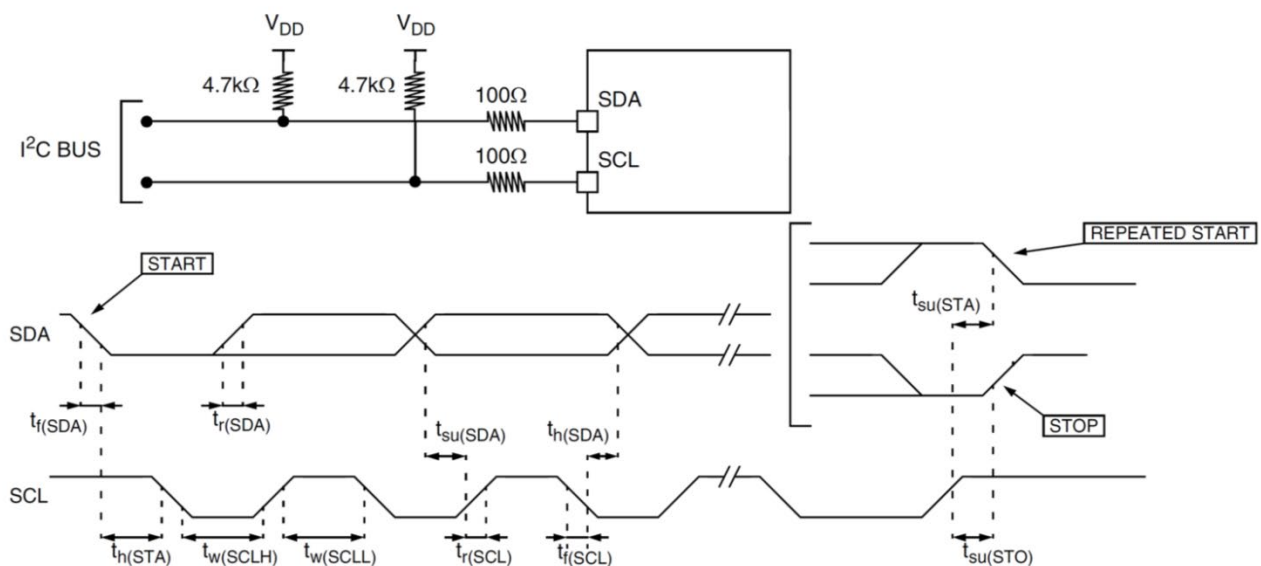 VDD VDD
4.7kΩ 4.7kΩ
100Ω
SDA
I²C BUS
100Ω
SCL
REPEATED START
START
tsu(STA)
SDA
tf(SDA) tr(SDA)
tsu(SDA) th(SDA)
STOP
SCL
th(STA) tw(SCLH) tw(SCLL) tr(SCL) tf(SCL) tsu(STO)